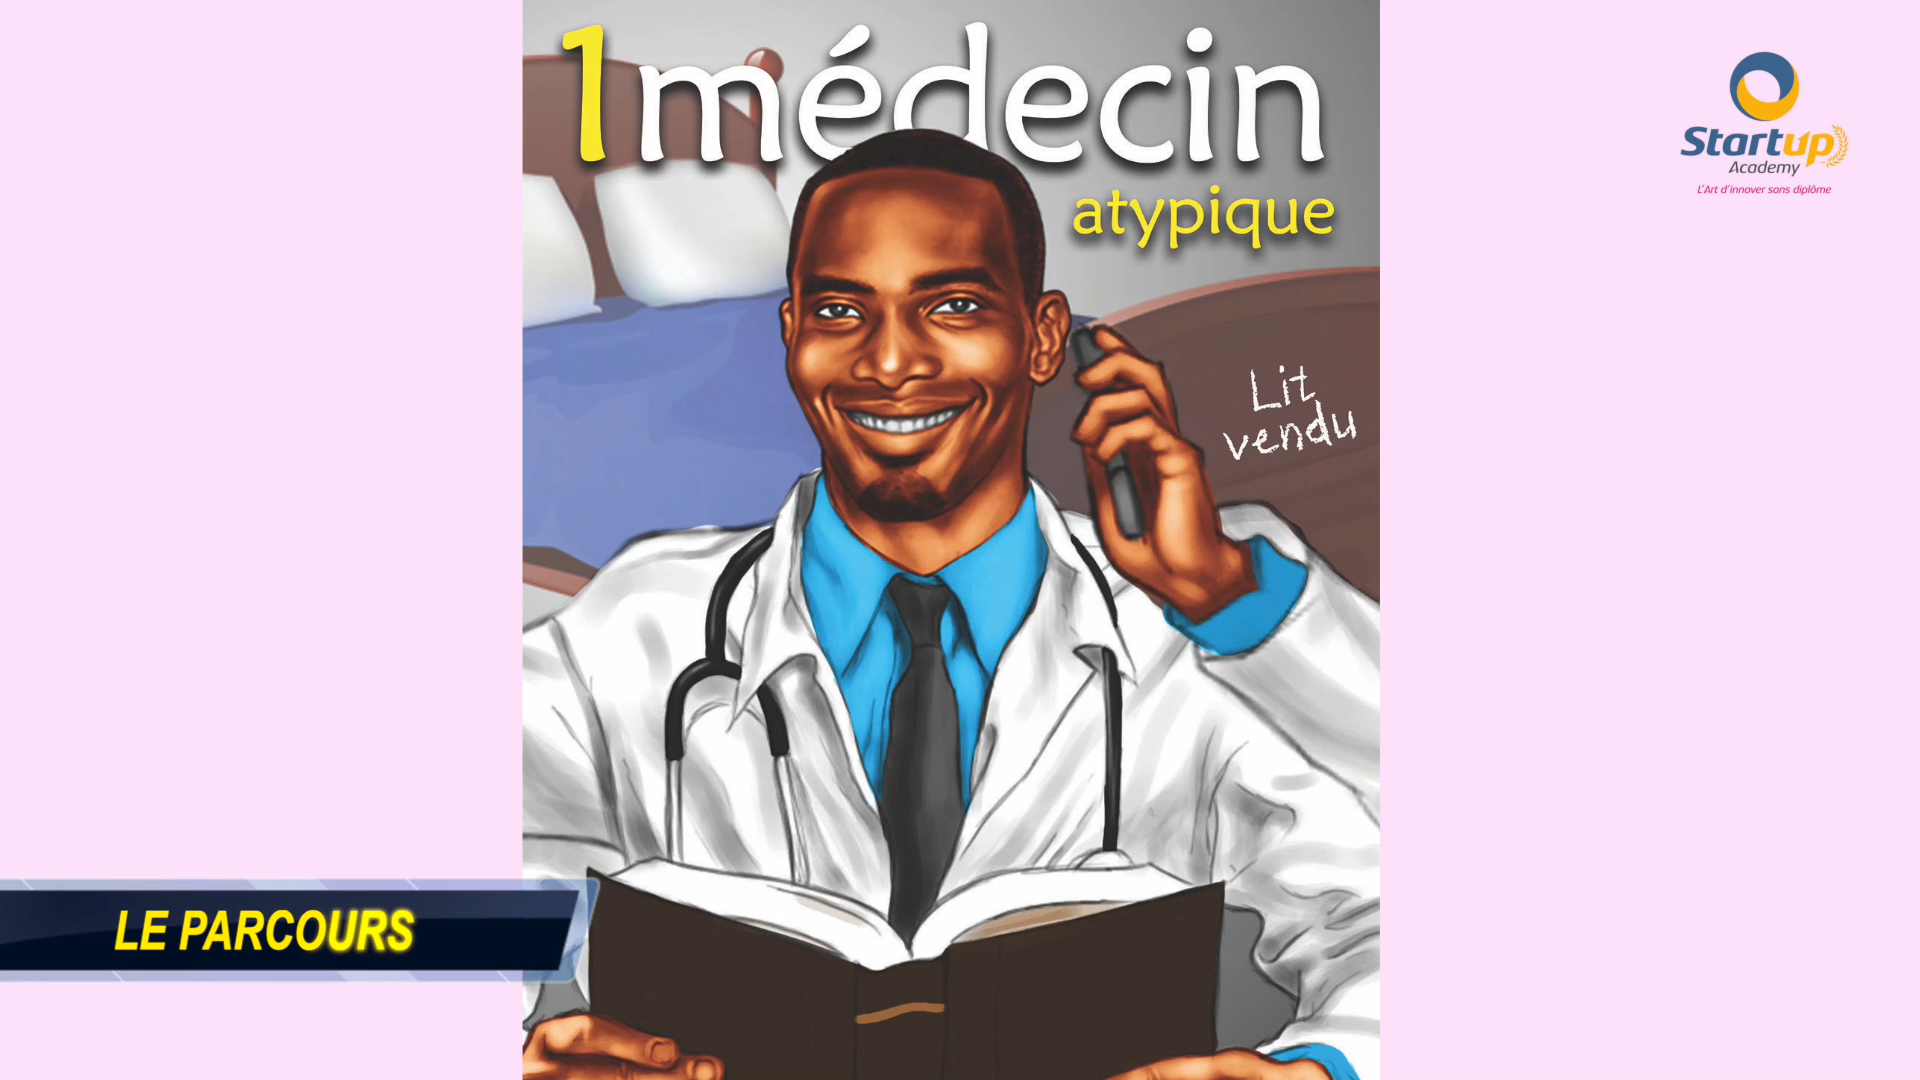 1médecin
atypique
Lit
vendu
Startup
Academy
L'Art d'innover sans diplôme
LE PARCOURS